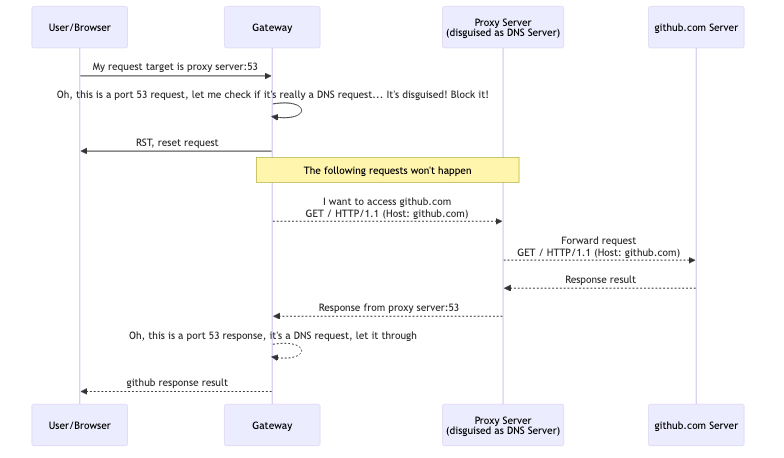 User/Browser
Gateway
Proxy Server
(disguised as DNS Server)
github.com Server
My request target is proxy server:53
Oh, this is a port 53 request, let me check if it's really a DNS request... It's disguised! Block it!
RST, reset request
The following requests won't happen
I want to access github.com
GET / HTTP/1.1 (Host: github.com)
Forward request
GET / HTTP/1.1 (Host: github.com)
Response result
Response from proxy server:53
Oh, this is a port 53 response, it's a DNS request, let it through
github response result
User/Browser
Gateway
Proxy Server
(disguised as DNS Server)
github.com Server